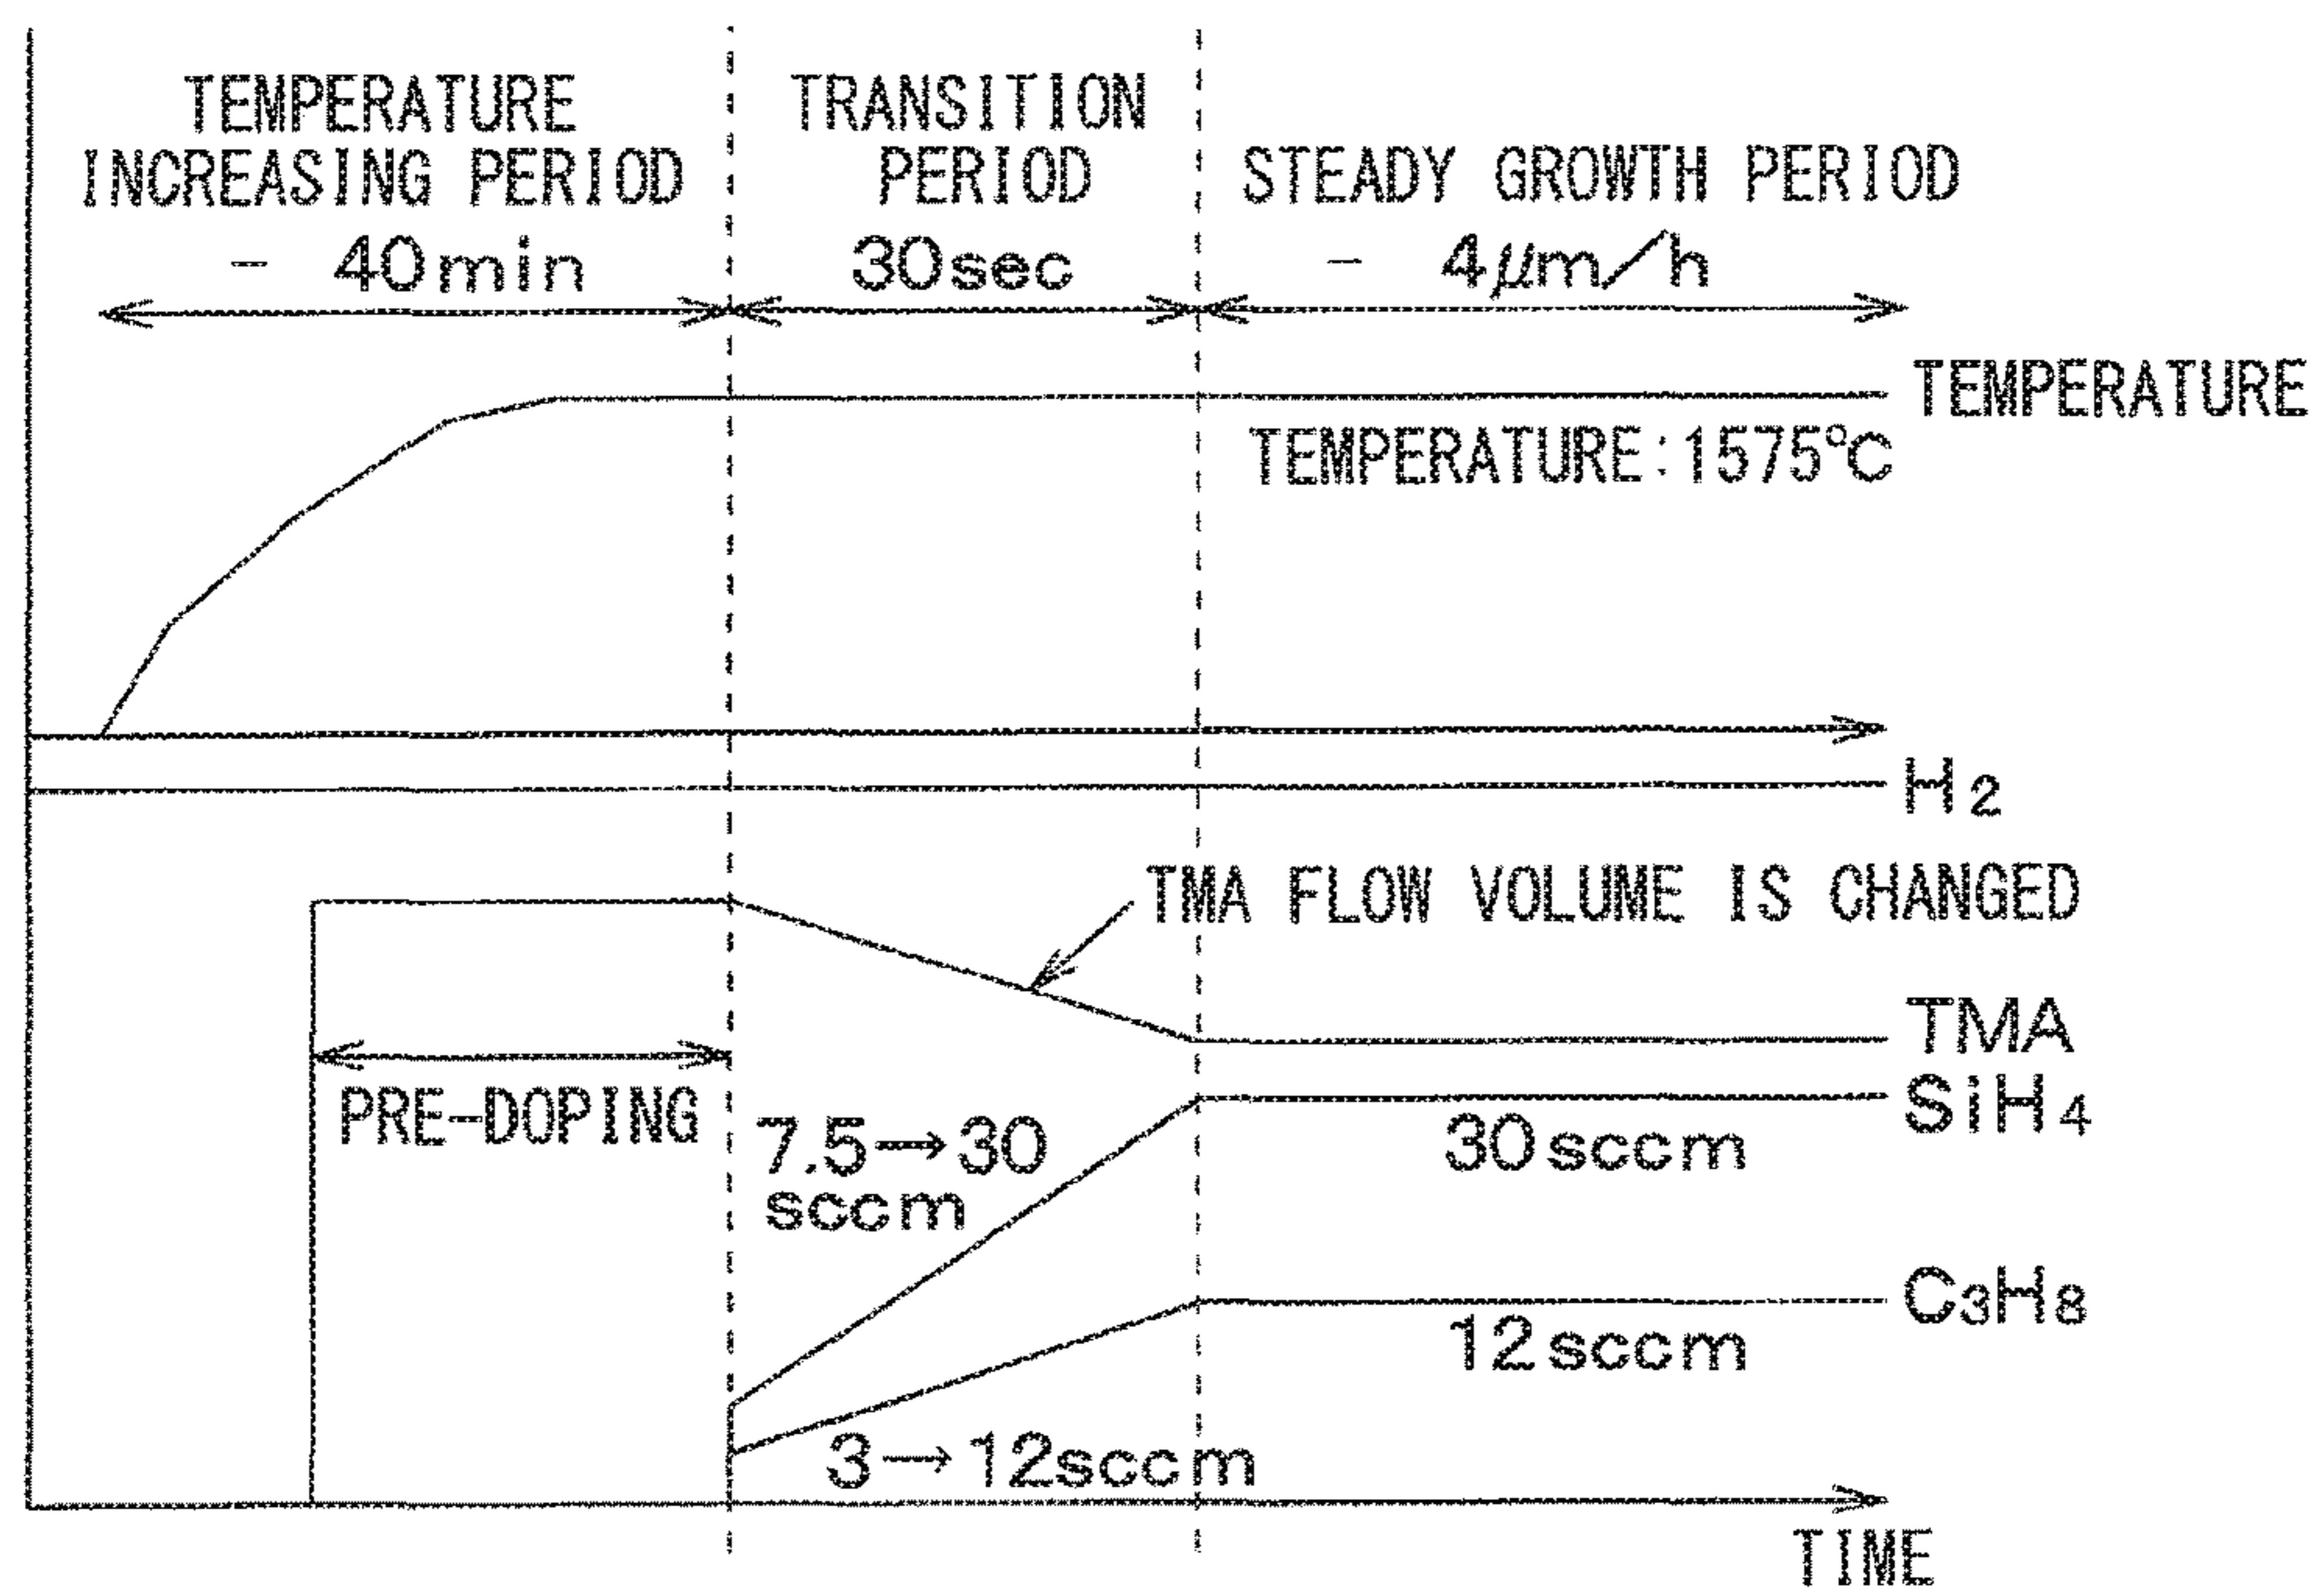 TEMPERATURE
INCREASING PERIOD
- 40min
TRANSITION
PERIOD
30sec
STEADY GROWTH PERIOD
- 4μm/h
TEMPERATURE
TEMPERATURE:1575℃
H₂
TMA FLOW VOLUME IS CHANGED
TMA
PRE-DOPING
SiH₄
7.5→30
sccm
30sccm
C₃H₈
12sccm
3→12sccm
TIME